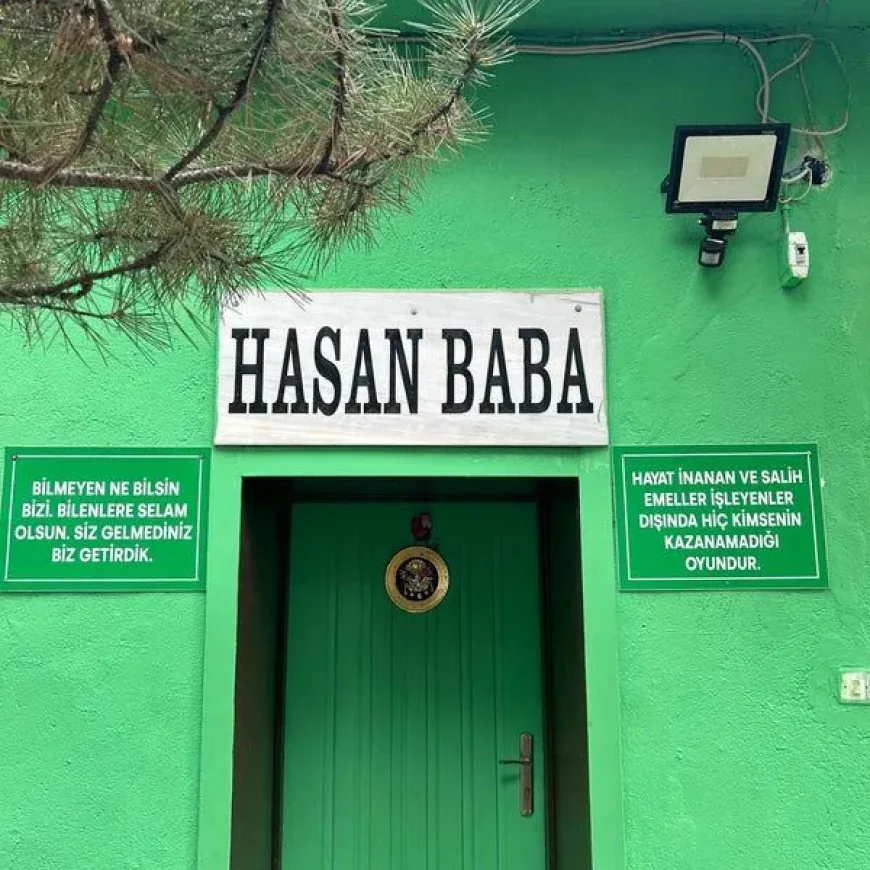 HASAN BABA
BİLMEYEN NE BİLSİN
BİZİ. BİLENLERE SELAM
OLSUN. SİZ GELMEDİNİZ
BİZ GETİRDİK.
HAYAT İNANAN VE SALİH
EMELLER İŞLEYENLER
DIŞINDA HİÇ KİMSENİN
KAZANAMADIĞI
OYUNDUR.